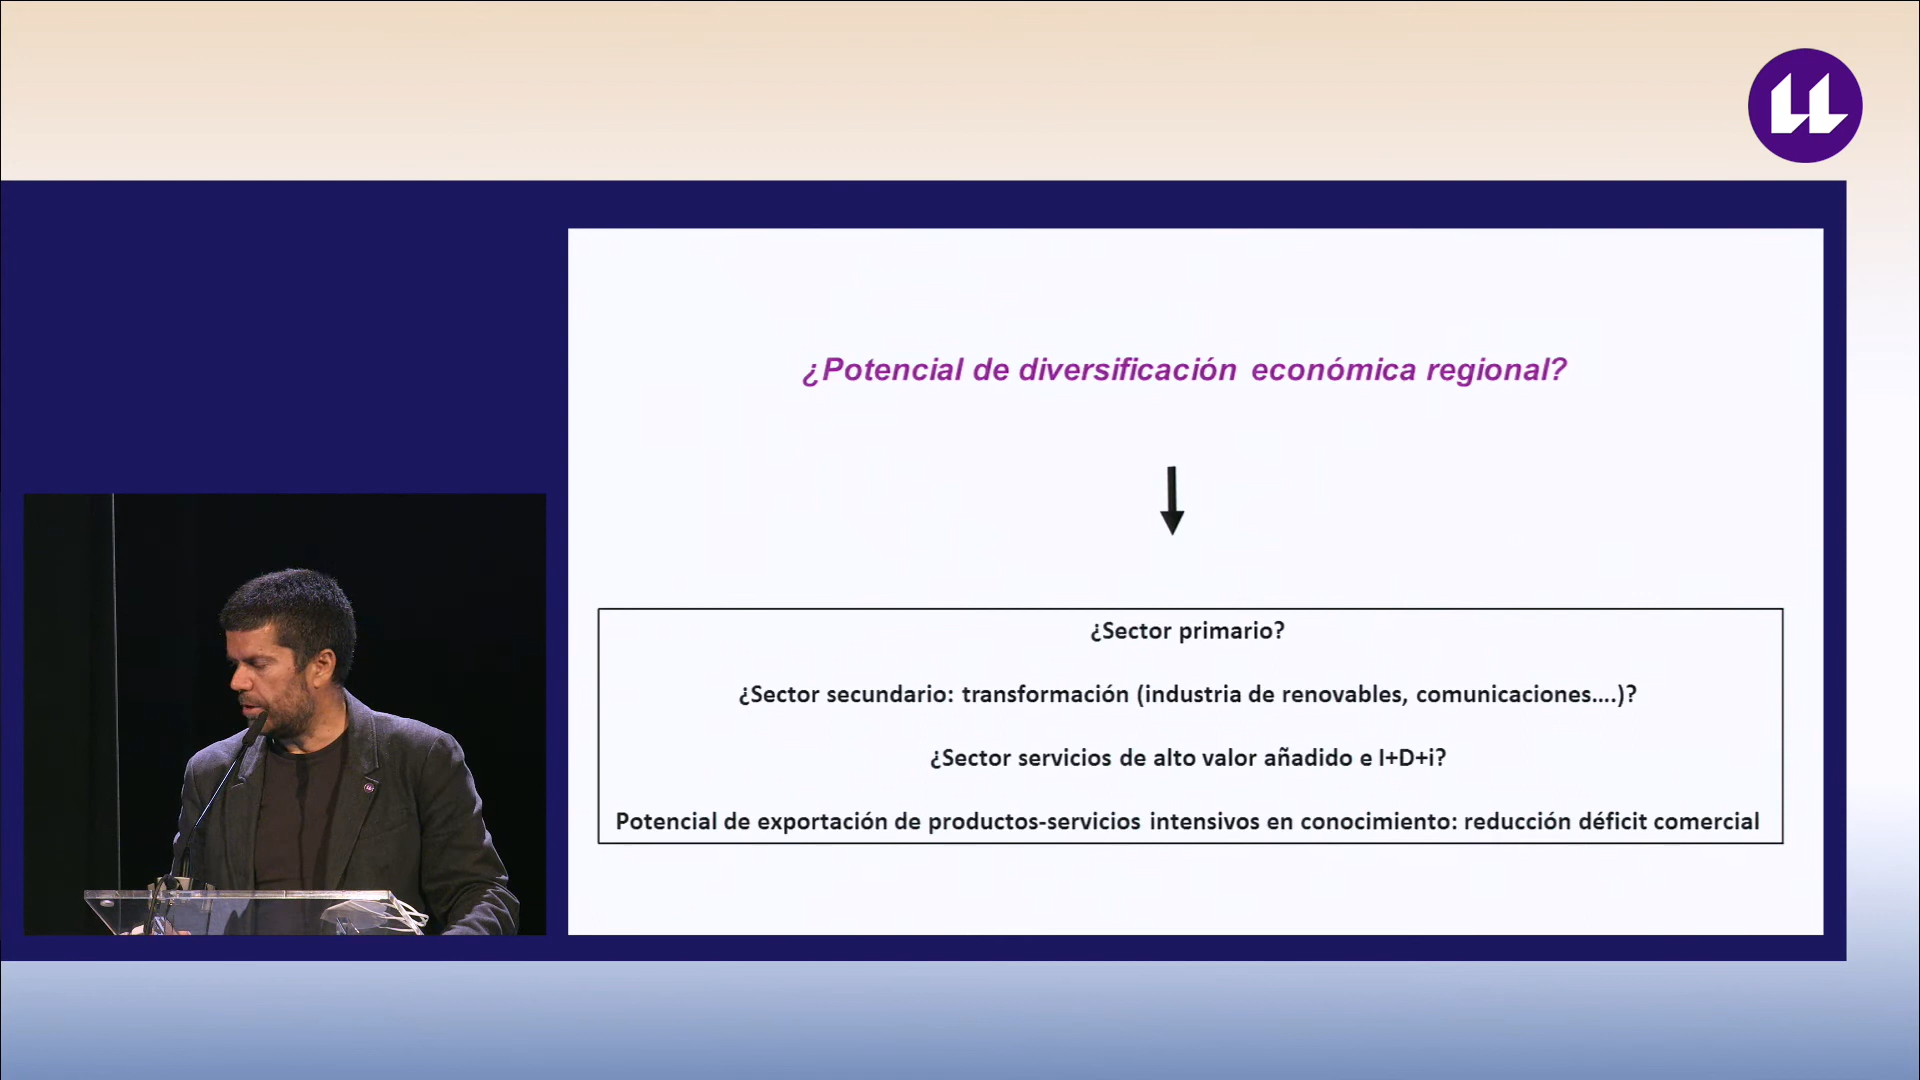 ¿Potencial de diversificación económica regional?
¿Sector primario?
¿Sector secundario: transformación (industria de renovables, comunicaciones....)?
¿Sector servicios de alto valor añadido e I+D+i?
Potencial de exportación de productos-servicios intensivos en conocimiento: reducción déficit comercial